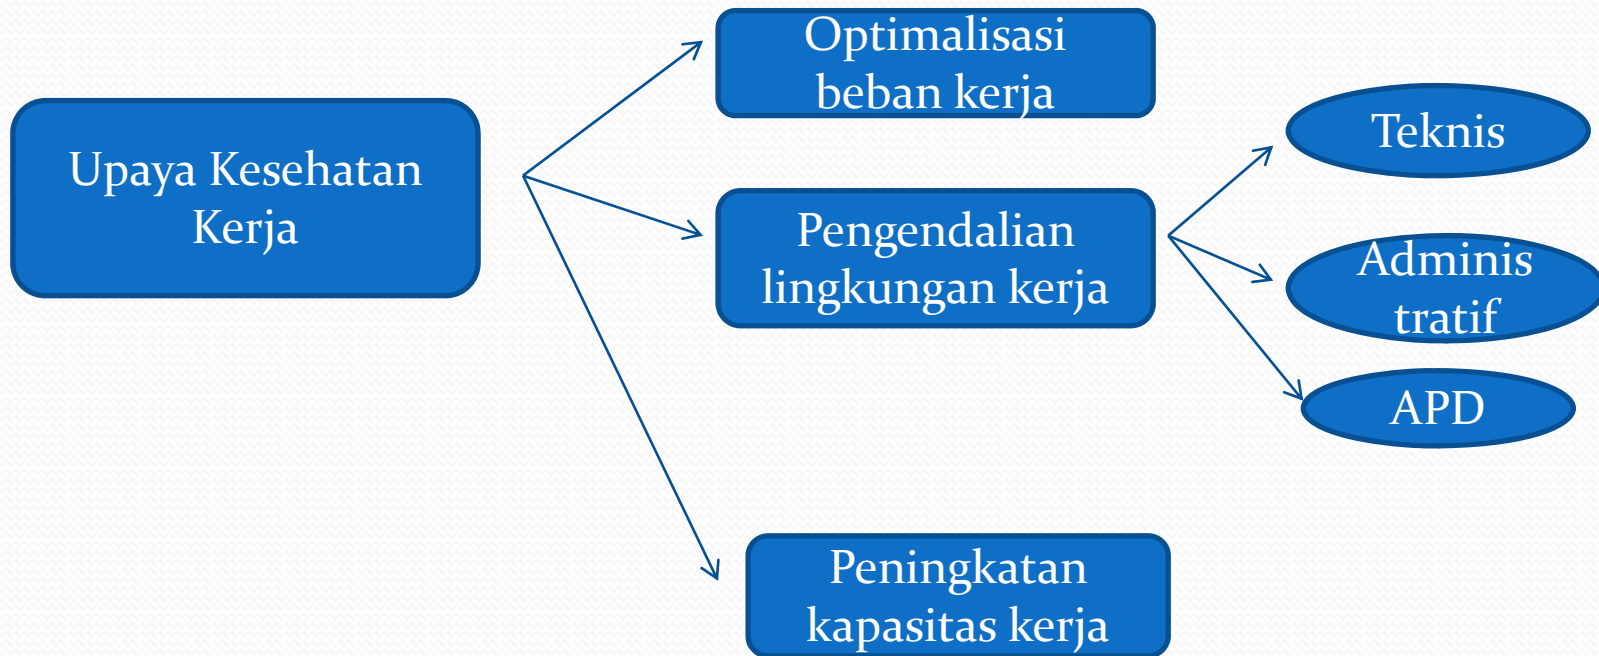 Upaya Kesehatan
Kerja
Optimalisasi
beban kerja
Pengendalian
lingkungan kerja
Peningkatan
kapasitas kerja
Teknis
Adminis
tratif
APD